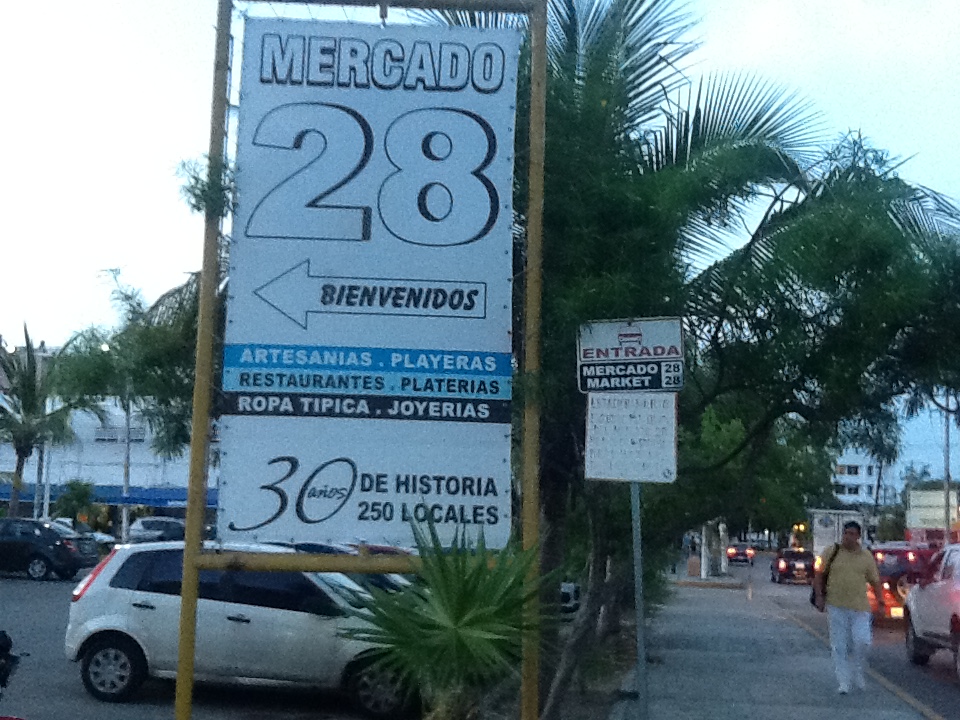 MERCADO
28
BIENVENIDOS
ARTESANIAS . PLAYERAS
RESTAURANTES . PLATERIAS
ROPA TIPICA . JOYERIAS
30 años DE HISTORIA
250 LOCALES
ENTRADA
MERCADO 28
MARKET 28